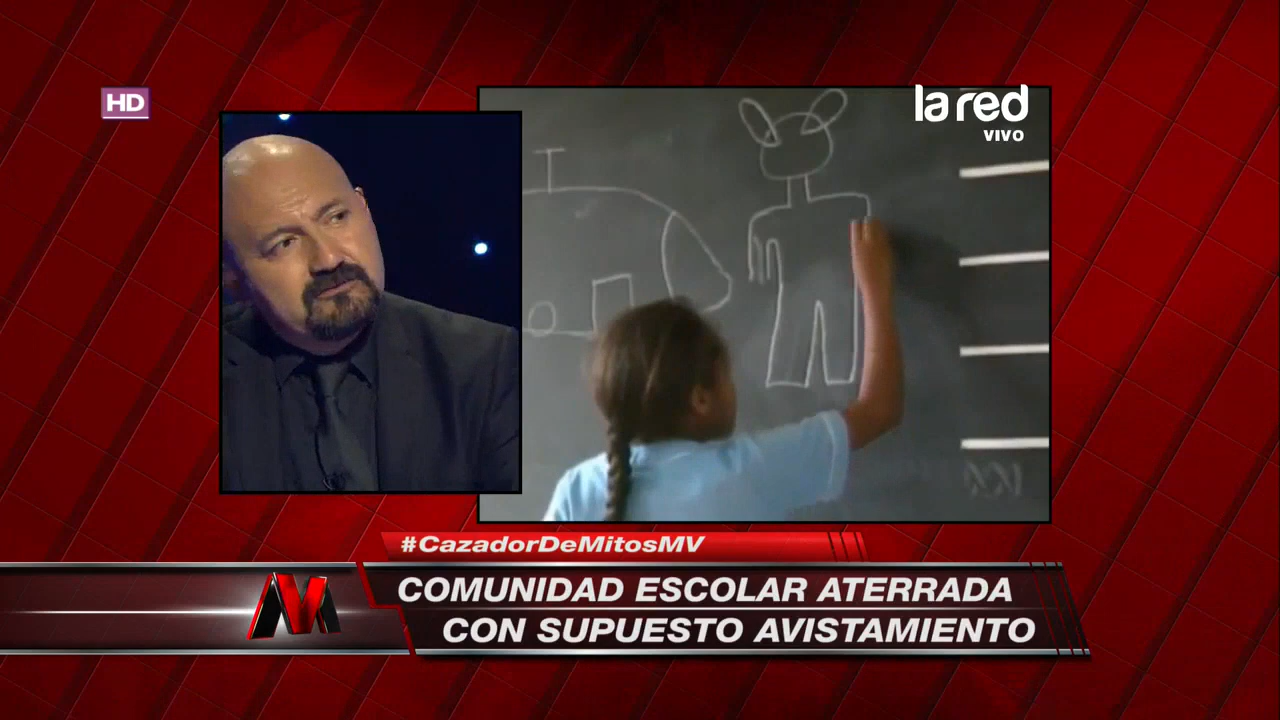 HD
la red
VIVO
#CazadorDeMitosMV
COMUNIDAD ESCOLAR ATERRADA
CON SUPUESTO AVISTAMIENTO